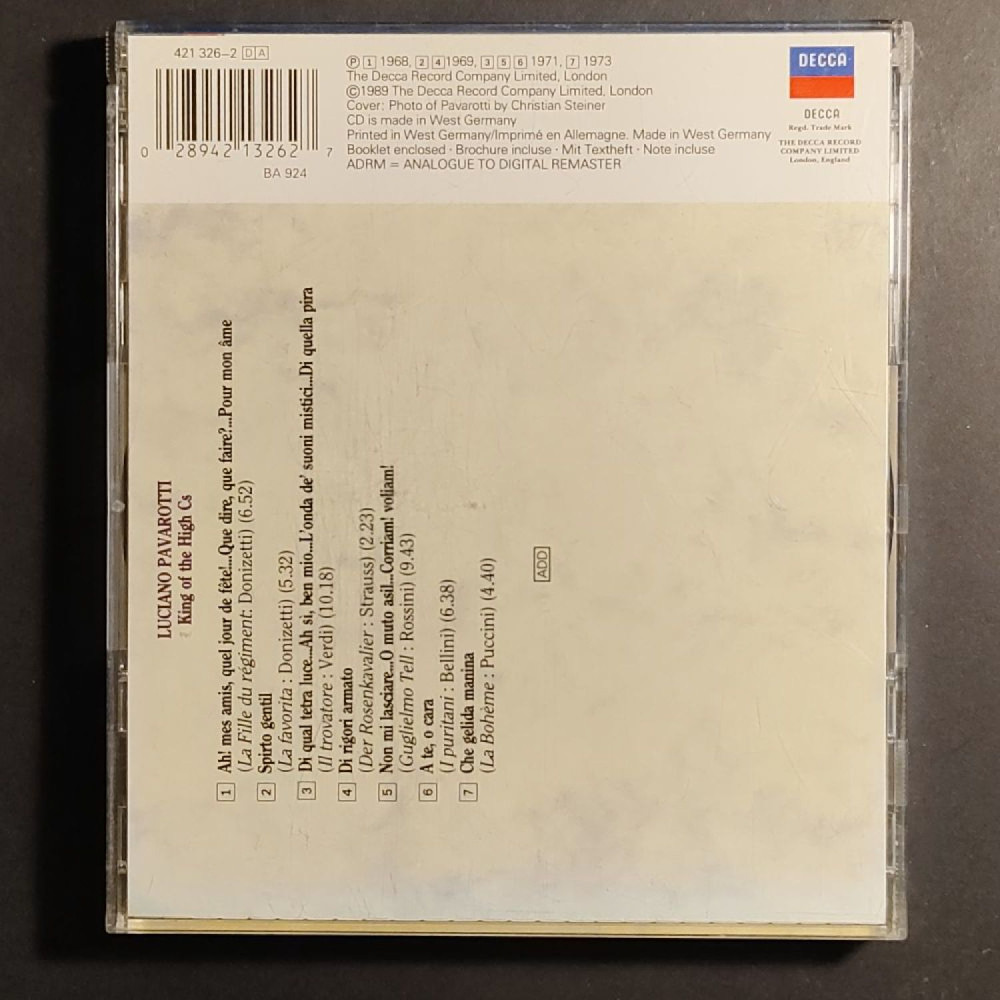 421 326–2 DA
0 28942 13262 7
BA 924
Ⓟ 1 1968, 2 4 1969, 3 5 6 1971, 7 1973
The Decca Record Company Limited, London
©1989 The Decca Record Company Limited, London
Cover: Photo of Pavarotti by Christian Steiner
CD is made in West Germany
Printed in West Germany/Imprimé en Allemagne. Made in West Germany
Booklet enclosed · Brochure incluse · Mit Textheft · Note incluse
ADRM = ANALOGUE TO DIGITAL REMASTER
DECCA
DECCA
Regd. Trade Mark
THE DECCA RECORD
COMPANY LIMITED
London, England
LUCIANO PAVAROTTI
King of the High Cs
1 Ah! mes amis, quel jour de fête!...Que dire, que faire?...Pour mon âme
(La Fille du régiment: Donizetti) (6.52)
2 Spirto gentil
(La favorita : Donizetti) (5.32)
3 Di qual tetra luce...Ah sì, ben mio...L'onda de' suoni mistici...Di quella pira
(Il trovatore : Verdi) (10.18)
4 Di rigori armato
(Der Rosenkavalier : Strauss) (2.23)
5 Non mi lasciare...O muto asil...Corriam! voliam!
(Guglielmo Tell : Rossini) (9.43)
6 A te, o cara
(I puritani : Bellini) (6.38)
7 Che gelida manina
(La Bohème : Puccini) (4.40)
ADD